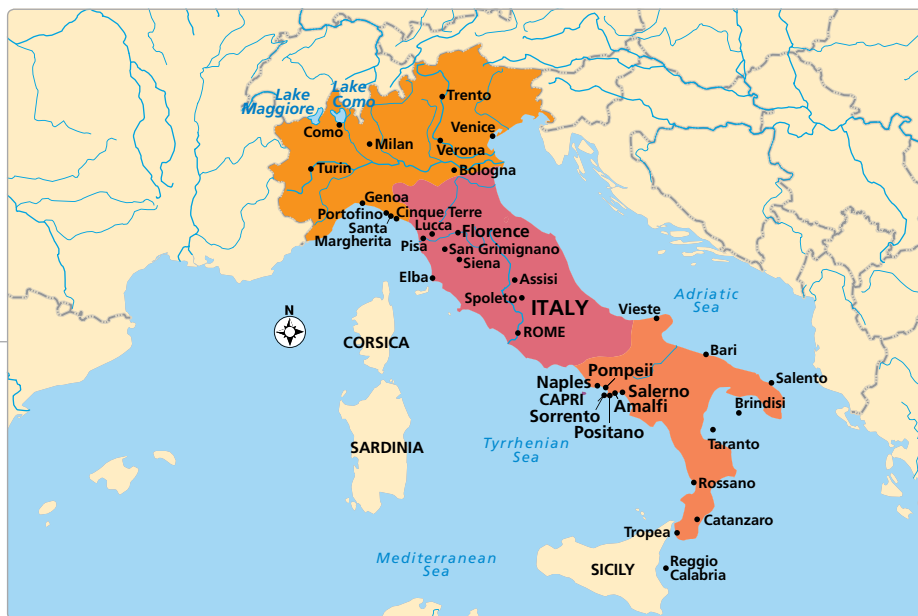 Lake
Maggiore
Lake
Como
Trento
Como
Milan
Venice
Verona
Turin
Bologna
Genoa
Portofino
Cinque Terre
Santa
Margherita
Lucca
Florence
Pisa
San Grimignano
Siena
Elba
Assisi
Spoleto
ITALY
Adriatic
Sea
Vieste
N
ROME
CORSICA
Bari
Pompeii
Naples
CAPRI
Salerno
Salento
Sorrento
Amalfi
Brindisi
Positano
Tyrrhenian
Sea
Taranto
SARDINIA
Rossano
Catanzaro
Tropea
Mediterranean
Sea
SICILY
Reggio
Calabria